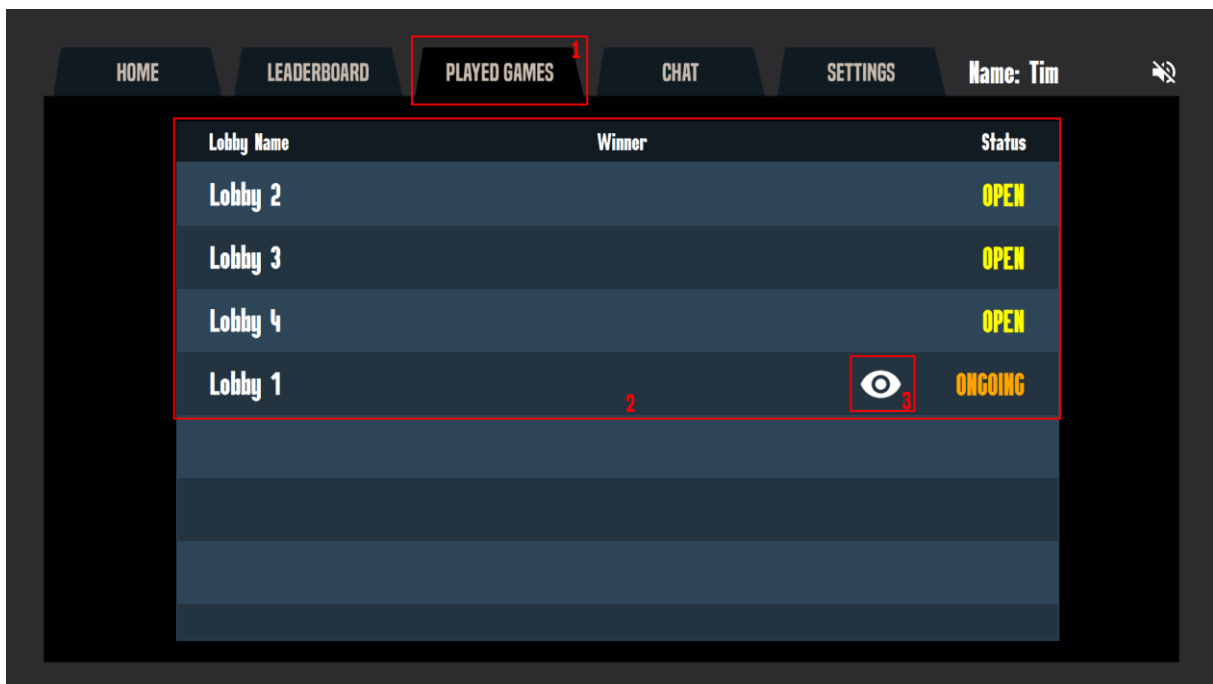 1
HOME LEADERBOARD PLAYED GAMES CHAT SETTINGS Name: Tim
Lobby Name Winner Status
Lobby 2 OPEN
Lobby 3 OPEN
Lobby 4 OPEN
Lobby 1 ONGOING
2 3